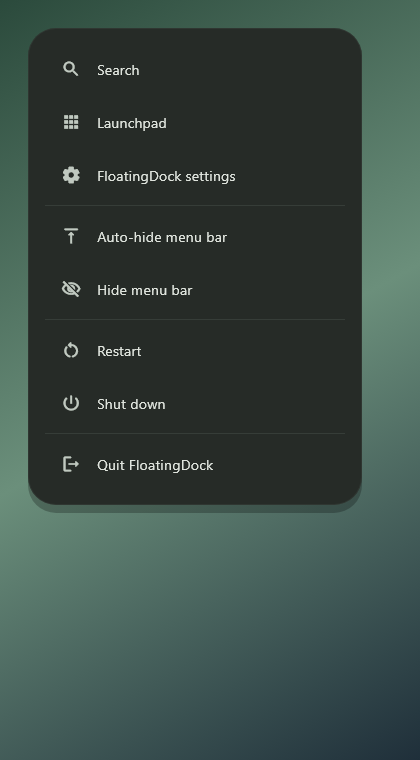 Search
Launchpad
FloatingDock settings
Auto-hide menu bar
Hide menu bar
Restart
Shut down
Quit FloatingDock